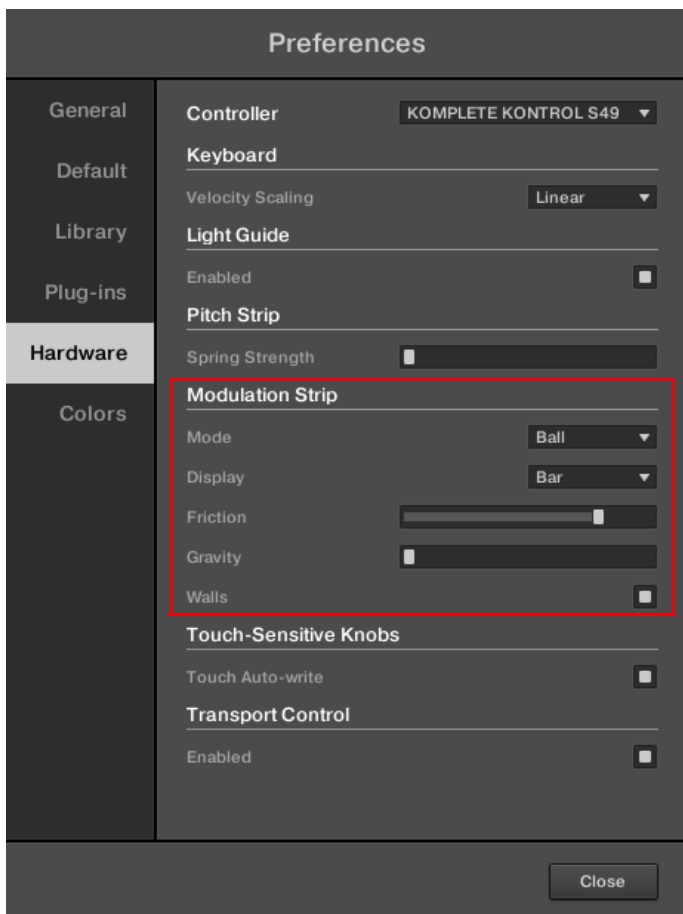 Preferences
General
Default
Library
Plug-ins
Hardware
Colors
Controller KOMPLETE KONTROL S49
Keyboard
Velocity Scaling Linear
Light Guide
Enabled
Pitch Strip
Spring Strength
Modulation Strip
Mode Ball
Display Bar
Friction
Gravity
Walls
Touch-Sensitive Knobs
Touch Auto-write
Transport Control
Enabled
Close